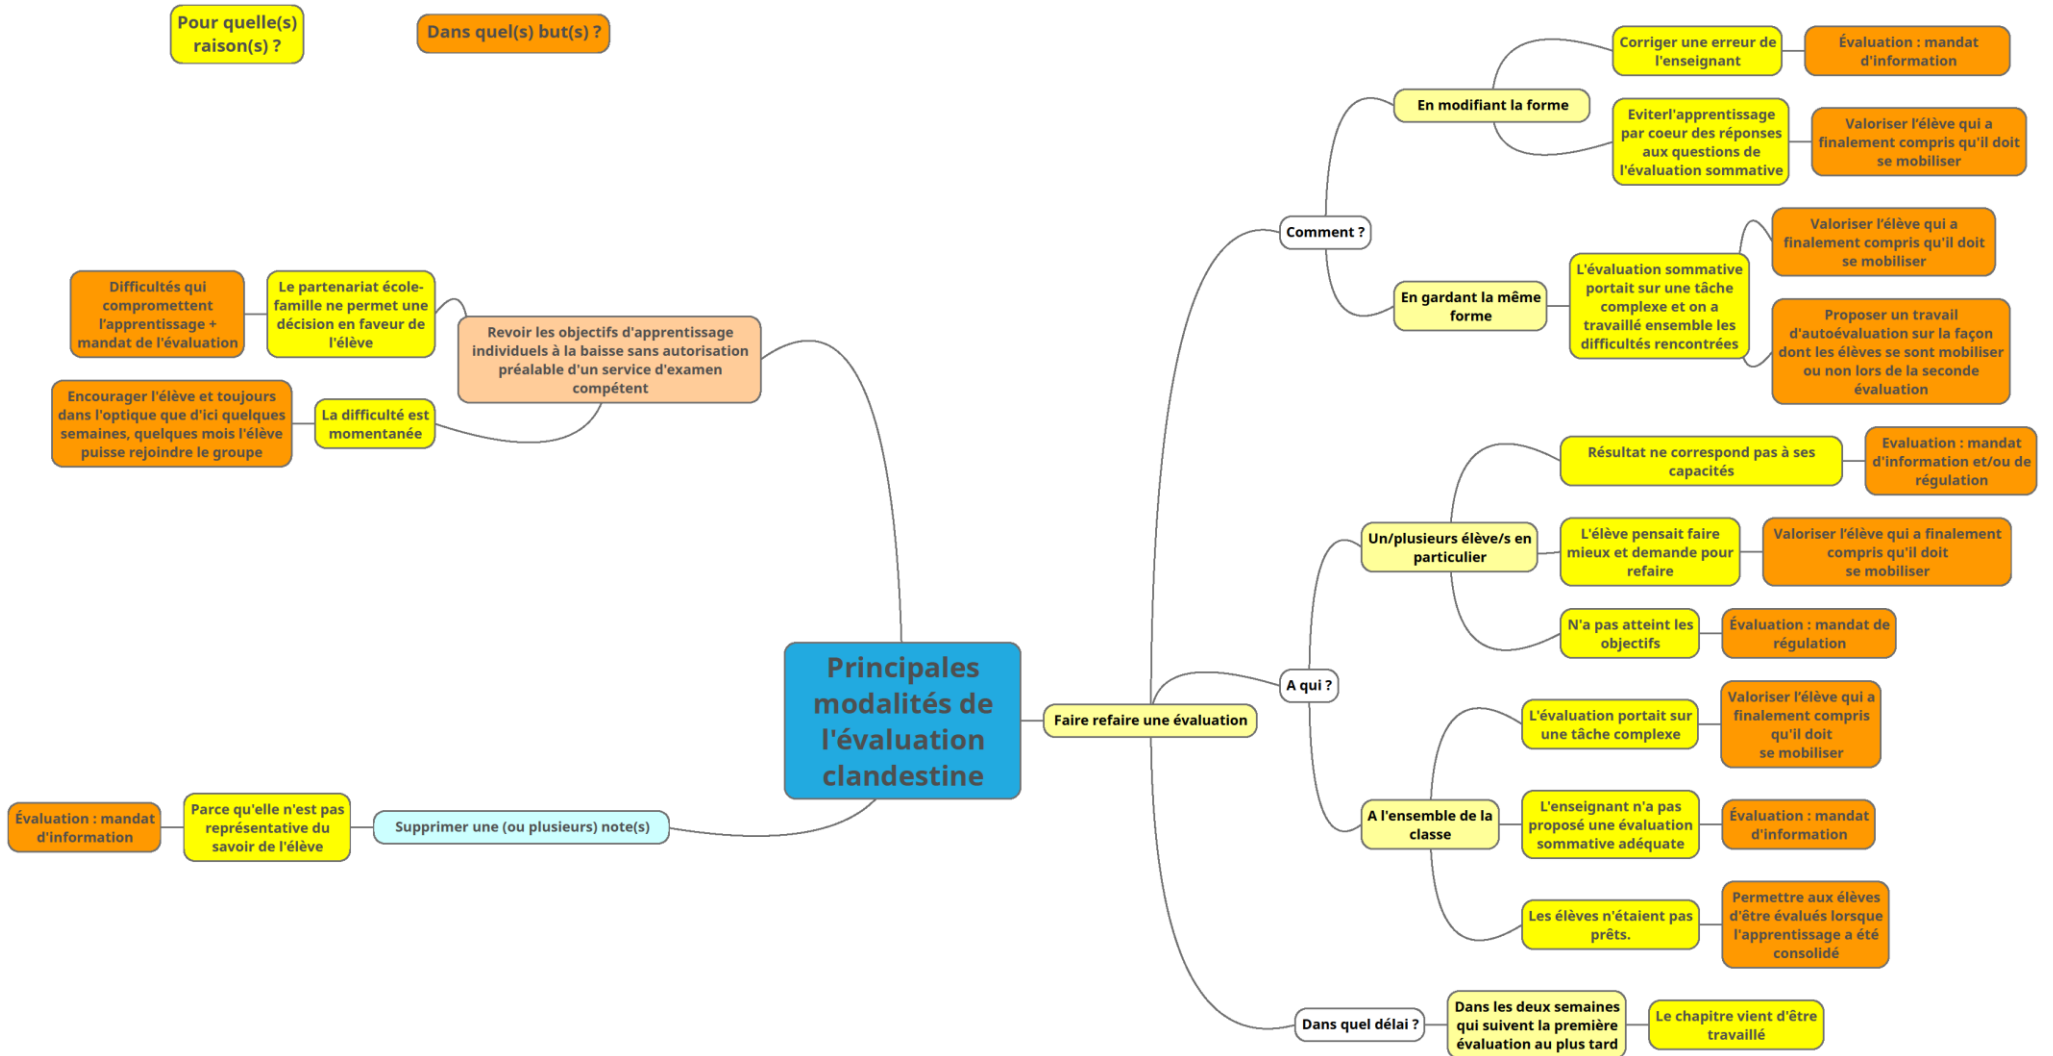 Pour quelle(s)
raison(s) ?
Dans quel(s) but(s) ?
Difficultés qui
compromettent
l'apprentissage +
mandat de l'évaluation
Le partenariat école-
famille ne permet une
décision en faveur de
l'élève
Revoir les objectifs d'apprentissage
individuels à la baisse sans autorisation
préalable d'un service d'examen
compétent
Encourager l'élève et toujours
dans l'optique que d'ici quelques
semaines, quelques mois l'élève
puisse rejoindre le groupe
La difficulté est
momentanée
Principales
modalités de
l'évaluation
clandestine
Évaluation : mandat
d'information
Parce qu'elle n'est pas
représentative du
savoir de l'élève
Supprimer une (ou plusieurs) note(s)
Faire refaire une évaluation
Comment ?
En modifiant la forme
Corriger une erreur de
l'enseignant
Évaluation : mandat
d'information
Eviterl'apprentissage
par coeur des réponses
aux questions de
l'évaluation sommative
Valoriser l’élève qui a
finalement compris qu'il doit
se mobiliser
En gardant la même
forme
L'évaluation sommative
portait sur une tâche
complexe et on a
travaillé ensemble les
difficultés rencontrées
Valoriser l’élève qui a
finalement compris qu'il doit
se mobiliser
Proposer un travail
d'autoévaluation sur la façon
dont les élèves se sont mobiliser
ou non lors de la seconde
évaluation
A qui ?
Un/plusieurs élève/s en
particulier
Résultat ne correspond pas à ses
capacités
Evaluation : mandat
d'information et/ou de
régulation
L'élève pensait faire
mieux et demande pour
refaire
Valoriser l’élève qui a finalement
compris qu'il doit
se mobiliser
N'a pas atteint les
objectifs
Évaluation : mandat de
régulation
A l'ensemble de la
classe
L'évaluation portait sur
une tâche complexe
Valoriser l’élève qui a
finalement compris
qu'il doit
se mobiliser
L'enseignant n'a pas
proposé une évaluation
sommative adéquate
Évaluation : mandat
d'information
Les élèves n'étaient pas
prêts.
Permettre aux élèves
d'être évalués lorsque
l'apprentissage a été
consolidé
Dans quel délai ?
Dans les deux semaines
qui suivent la première
évaluation au plus tard
Le chapitre vient d'être
travaillé